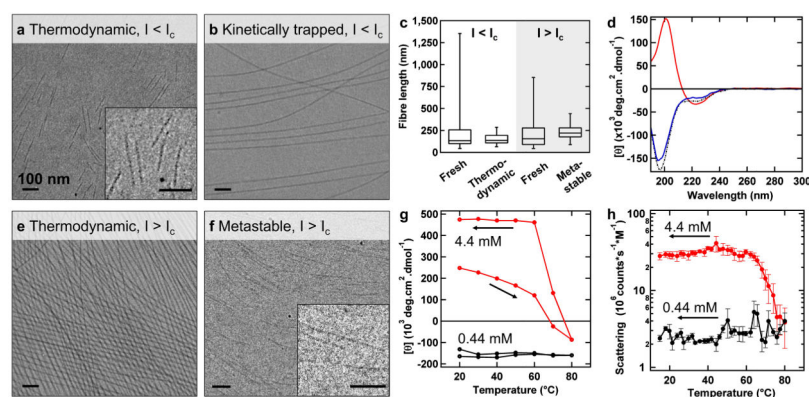 a Thermodynamic, I < Ic
100 nm
b Kinetically trapped, I < Ic
c
I < Ic
I > Ic
Fibre length (nm)
1,500
1,250
1,000
750
500
250
0
Fresh
Thermo-
dynamic
Fresh
Meta-
stable
d
[θ] (x10³ deg.cm².dmol⁻¹)
150
100
50
0
-50
-100
-150
200
220
240
260
280
300
Wavelength (nm)
e Thermodynamic, I > Ic
f Metastable, I > Ic
g
[θ] (10³ deg.cm².dmol⁻¹)
500
400
300
200
100
0
-100
-200
4.4 mM
0.44 mM
20
40
60
80
Temperature (°C)
h
Scattering (10⁶ counts*s⁻¹*M⁻¹)
100
10
1
6
4
2
6
4
2
4.4 mM
0.44 mM
20
40
60
80
Temperature (°C)